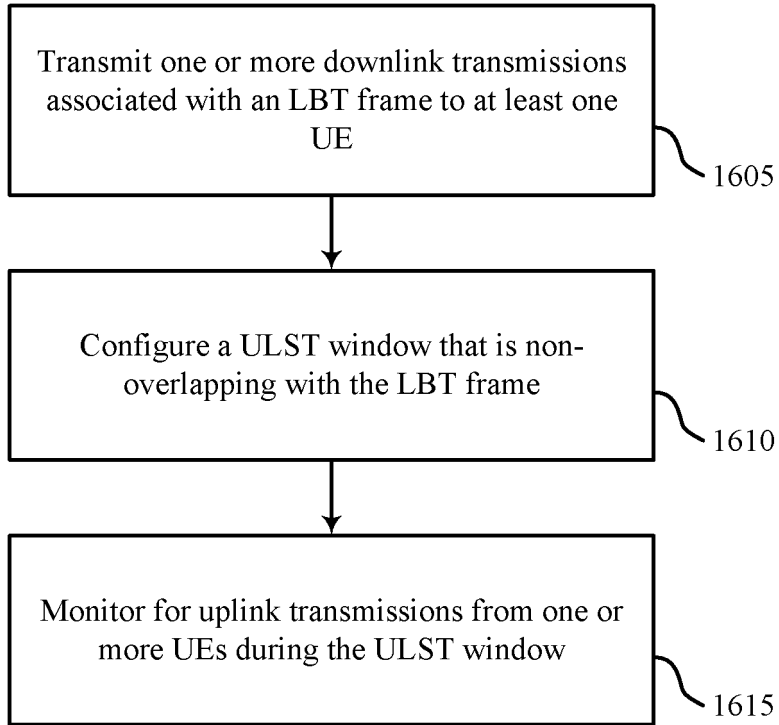 Transmit one or more downlink transmissions
associated with an LBT frame to at least one
UE
1605
Configure a ULST window that is non-
overlapping with the LBT frame
1610
Monitor for uplink transmissions from one or
more UEs during the ULST window
1615